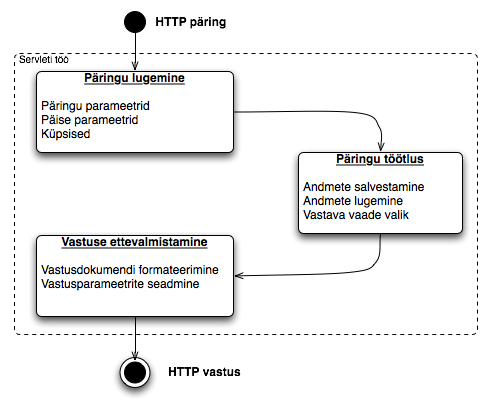 HTTP päring
Servleti töö
Päringu lugemine
Päringu parameetrid
Päise parameetrid
Küpsised
Päringu töötlus
Andmete salvestamine
Andmete lugemine
Vastava vaade valik
Vastuse ettevalmistamine
Vastusdokumendi formateerimine
Vastusparameetrite seadmine
HTTP vastus